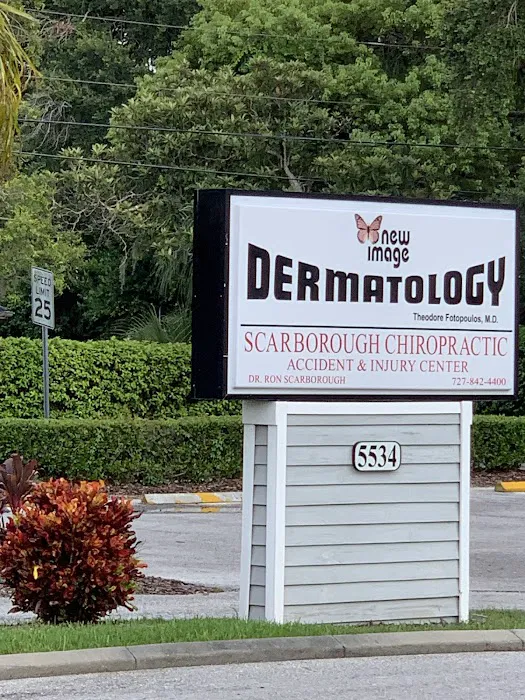 SPEED
LIMIT
25
new
image
DERMATOLOGY
Theodore Fotopoulos, M.D.
SCARBOROUGH CHIROPRACTIC
ACCIDENT & INJURY CENTER
DR. RON SCARBOROUGH 727-842-4400
5534